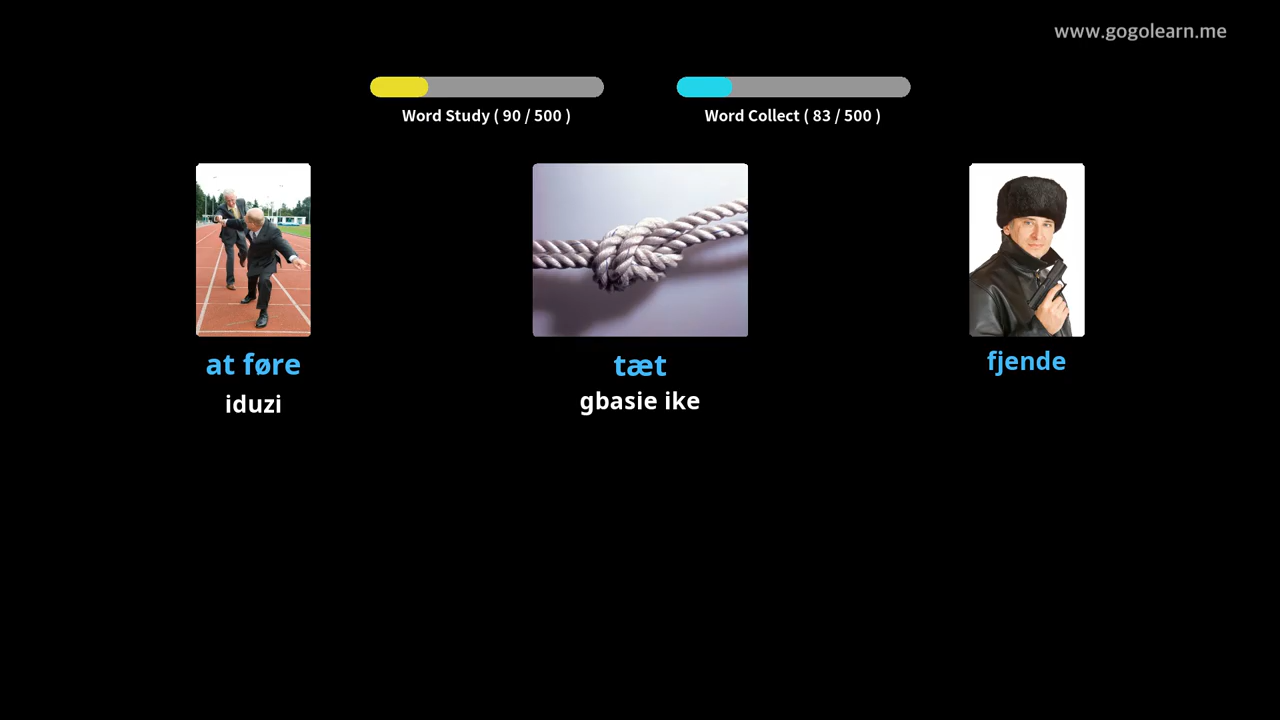 www.gogolearn.me
Word Study ( 90 / 500 )
Word Collect ( 83 / 500 )
at føre
iduzi
tæt
gbasie ike
fjende